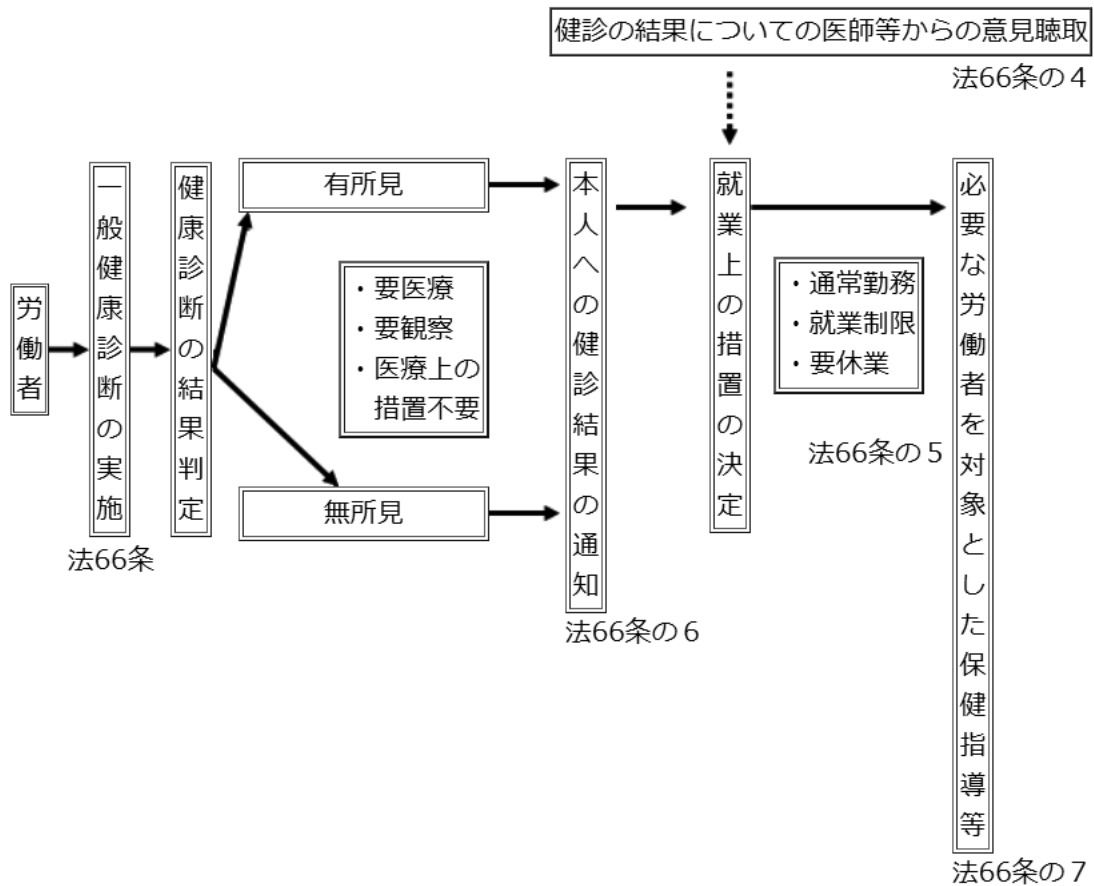 健診の結果についての医師等からの意見聴取
法66条の４
労働者
一般健康診断の実施
法66条
健康診断の結果判定
有所見
・要医療
・要観察
・医療上の
措置不要
無所見
本人への健診結果の通知
法66条の６
就業上の措置の決定
・通常勤務
・就業制限
・要休業
法66条の５
必要な労働者を対象とした保健指導等
法66条の７